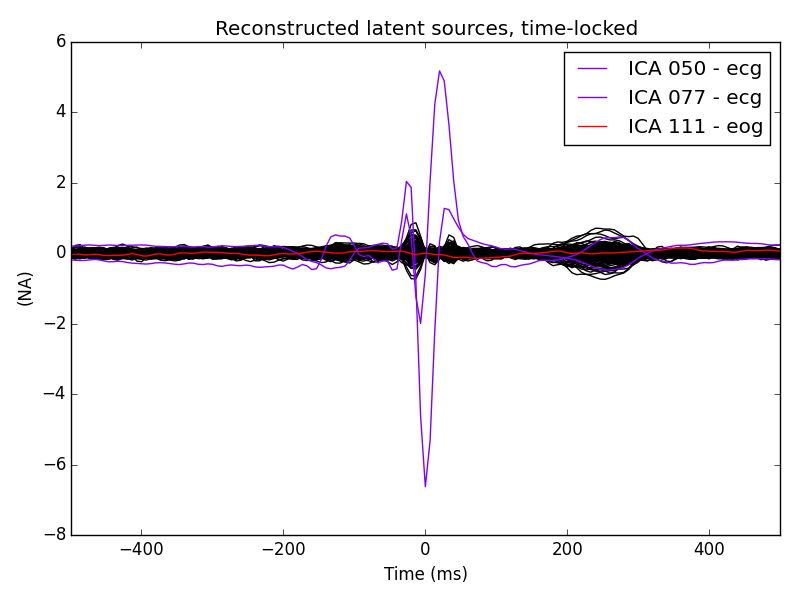 Reconstructed latent sources, time-locked
ICA 050 - ecg
ICA 077 - ecg
ICA 111 - eog
6
4
2
0
−2
−4
−6
−8
(NA)
−400 −200 0 200 400
Time (ms)